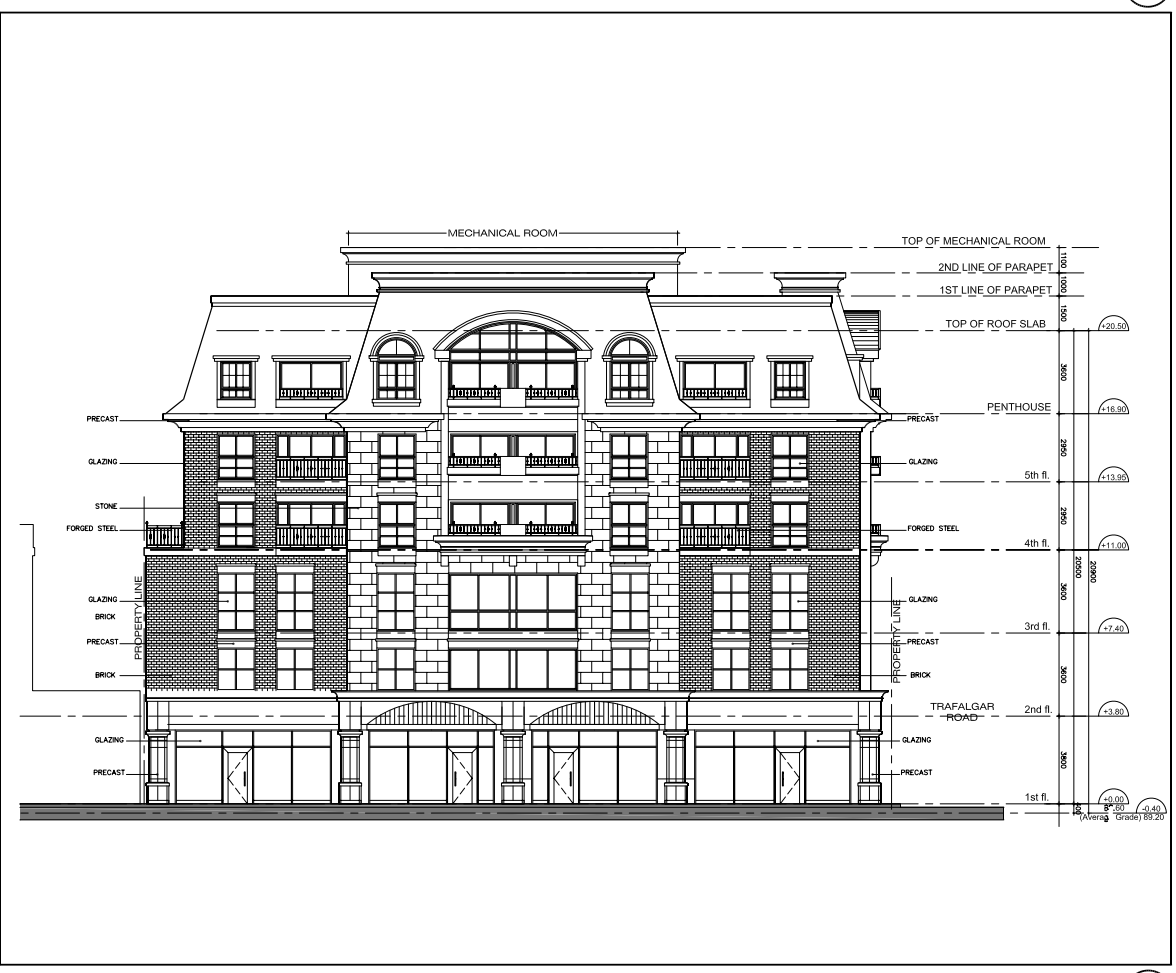 MECHANICAL ROOM
TOP OF MECHANICAL ROOM
1100
2ND LINE OF PARAPET
1000
1ST LINE OF PARAPET
1500
TOP OF ROOF SLAB
+20.50
3600
PENTHOUSE
+16.90
PRECAST
PRECAST
2950
GLAZING
GLAZING
5th fl.
+13.95
STONE
2950
FORGED STEEL
FORGED STEEL
4th fl.
+11.00
20500
20900
PROPERTY LINE
GLAZING
GLAZING
3600
BRICK
PROPERTY LINE
3rd fl.
+7.40
PRECAST
PRECAST
BRICK
BRICK
3600
TRAFALGAR
ROAD
2nd fl.
+3.80
GLAZING
GLAZING
PRECAST
PRECAST
3800
1st fl.
+0.00
400
-0.40
Grade) 89.20